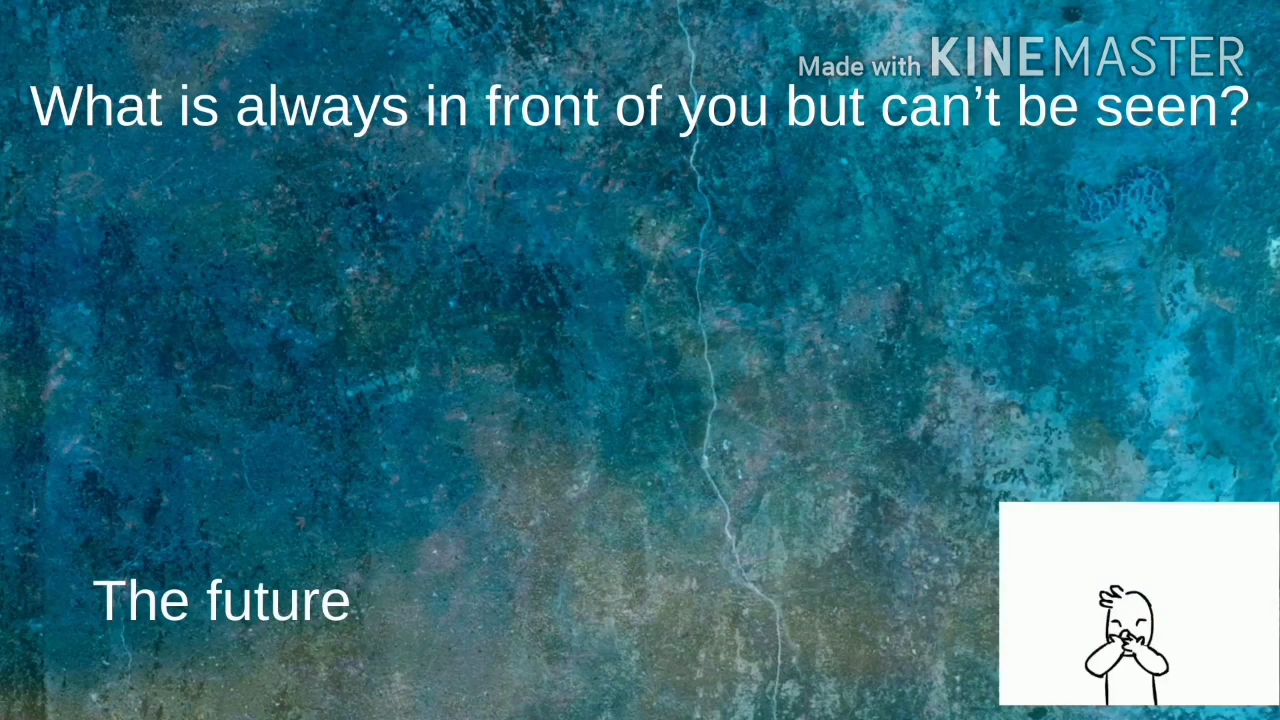 Made with KINEMASTER
What is always in front of you but can’t be seen?
The future